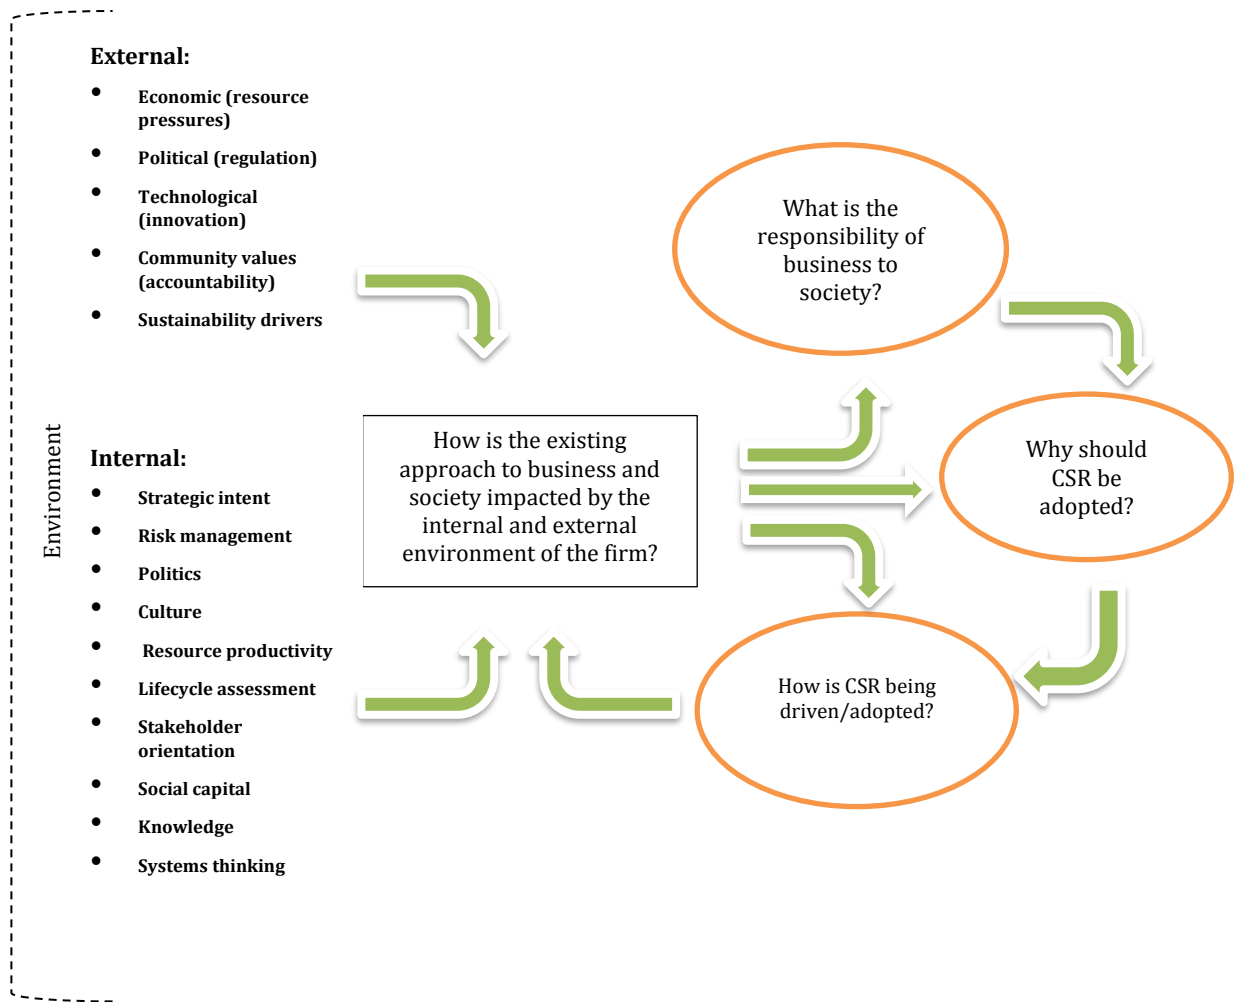 Environment
External:
• Economic (resource
pressures)
• Political (regulation)
• Technological
(innovation)
• Community values
(accountability)
• Sustainability drivers
Internal:
• Strategic intent
• Risk management
• Politics
• Culture
• Resource productivity
• Lifecycle assessment
• Stakeholder
orientation
• Social capital
• Knowledge
• Systems thinking
How is the existing
approach to business and
society impacted by the
internal and external
environment of the firm?
What is the
responsibility of
business to
society?
Why should
CSR be
adopted?
How is CSR being
driven/adopted?